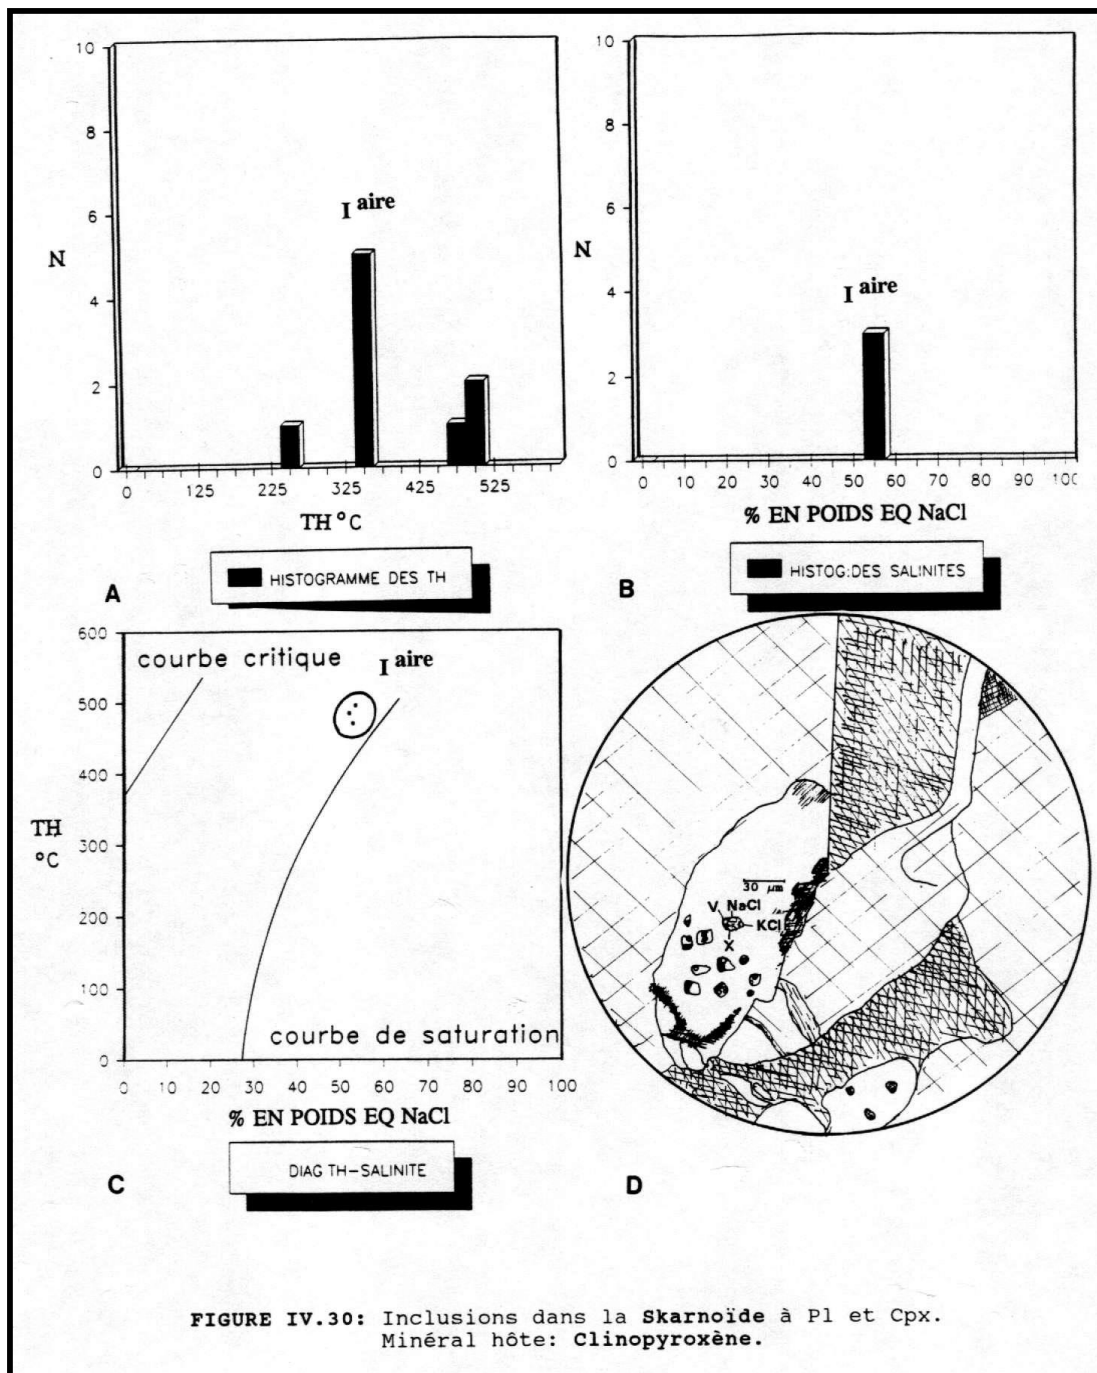 10
8
6
4
2
0
N
I aire
0 125 225 325 425 525
TH °C
HISTOGRAMME DES TH
A
10
8
6
4
2
0
N
I aire
0 10 20 30 40 50 60 70 80 90 100
% EN POIDS EQ NaCl
HISTOG:DES SALINITES
B
600
500
400
300
200
100
0
TH
°C
courbe critique
I aire
courbe de saturation
0 10 20 30 40 50 60 70 80 90 100
% EN POIDS EQ NaCl
DIAG TH-SALINITE
C
30 µm
V NaCl
KCl
X
D
FIGURE IV.30: Inclusions dans la Skarnoïde à Pl et Cpx.
Minéral hôte: Clinopyroxène.